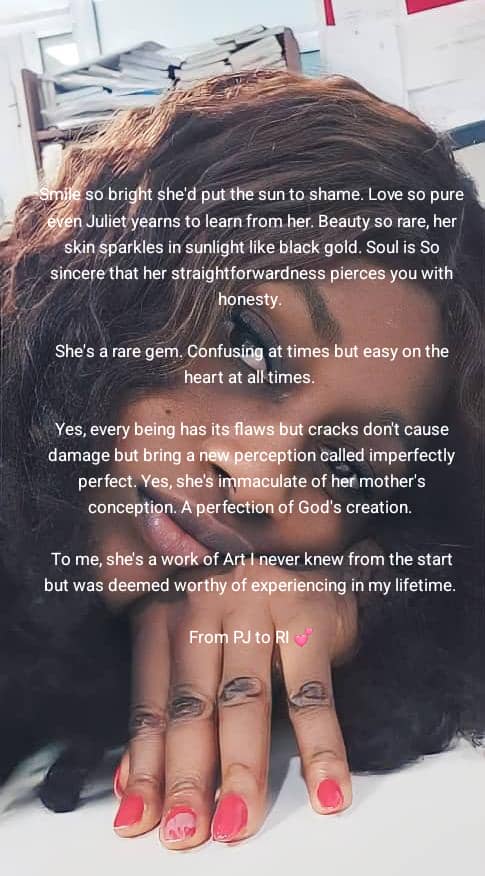 Smile so bright she'd put the sun to shame. Love so pure
even Juliet yearns to learn from her. Beauty so rare, her
skin sparkles in sunlight like black gold. Soul is So
sincere that her straightforwardness pierces you with
honesty.
She's a rare gem. Confusing at times but easy on the
heart at all times.
Yes, every being has its flaws but cracks don't cause
damage but bring a new perception called imperfectly
perfect. Yes, she's immaculate of her mother's
conception. A perfection of God's creation.
To me, she's a work of Art I never knew from the start
but was deemed worthy of experiencing in my lifetime.
From PJ to RI 💕